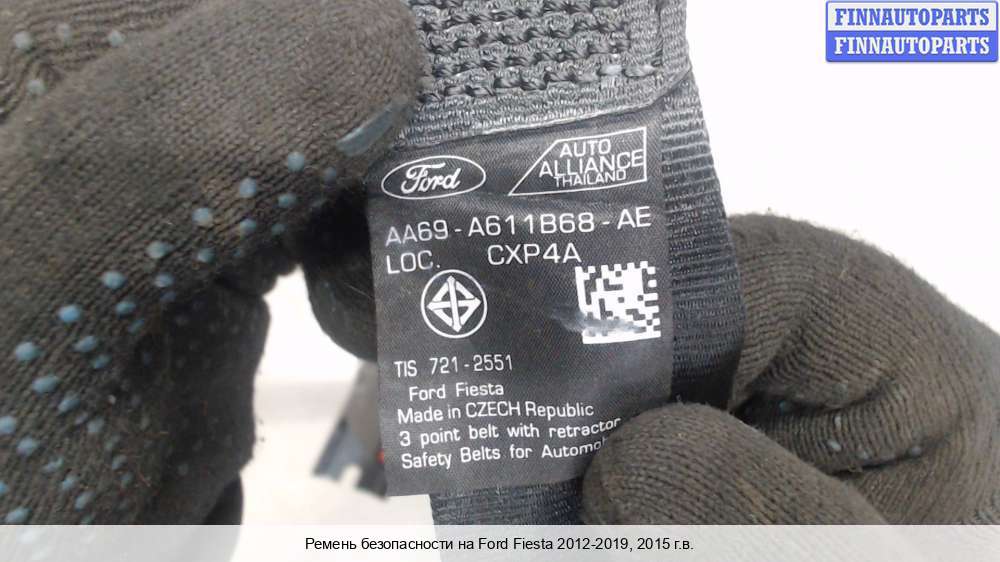 FINNAUTOPARTS
FINNAUTOPARTS
Ford
AUTO
ALLIANCE
THAILAND
AA69-A611B68-AE
LOC. CXP4A
TIS 721-2551
Ford Fiesta
Made in CZECH Republic
3 point belt with retractor
Safety Belts for
Ремень безопасности на Ford Fiesta 2012-2019, 2015 г.в.